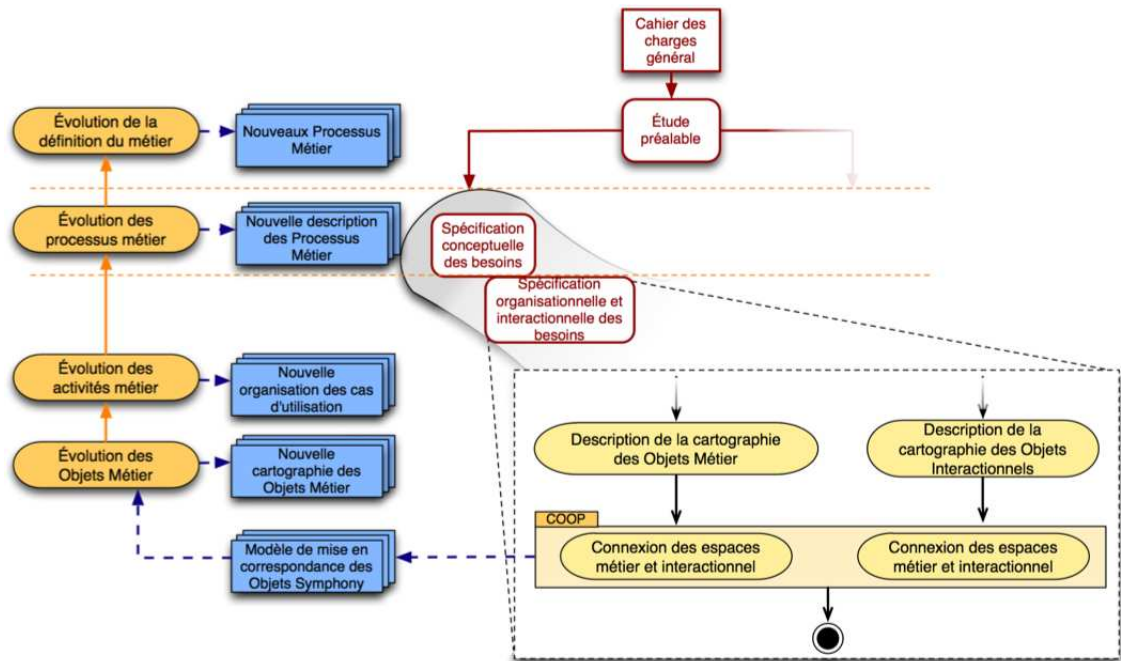 Cahier des
charges
général
Étude
préalable
Évolution de la
définition du métier
Nouveaux Processus
Métier
Évolution des
processus métier
Nouvelle description
des Processus
Métier
Spécification
conceptuelle
des besoins
Spécification
organisationnelle et
interactionnelle des
besoins
Évolution des
activités métier
Nouvelle
organisation des cas
d'utilisation
Évolution des
Objets Métier
Nouvelle
cartographie des
Objets Métier
Modèle de mise en
correspondance des
Objets Symphony
Description de la cartographie
des Objets Métier
Description de la
cartographie des Objets
Interactionnels
COOP
Connexion des espaces
métier et interactionnel
Connexion des espaces
métier et interactionnel